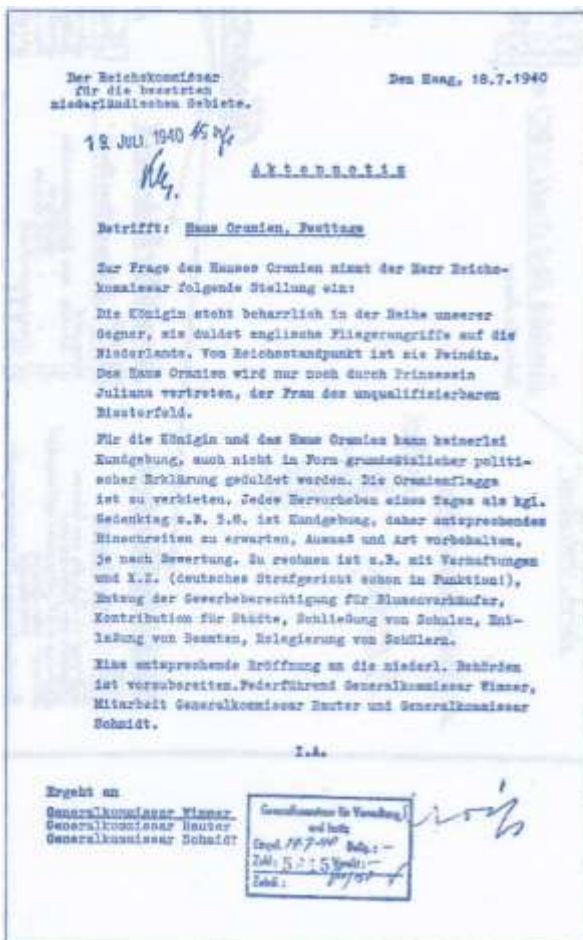 Der Reichskommissar
für die besetzten
niederländischen Gebiete.
Den Haag, 18.7.1940
19. JULI 1940
Aktennotiz
Betrifft: Haus Oranien, Festtage
Zur Frage des Hauses Oranien nimmt der Herr Reichs-
kommissar folgende Stellung ein:
Die Königin steht beharrlich in der Reihe unserer
Gegner, sie duldet englische Fliegerangriffe auf die
Niederlande. Vom Reichsstandpunkt ist sie Feindin.
Das Haus Oranien wird nur noch durch Prinzessin
Juliana vertreten, der Frau des unqualifizierbaren
Biesterfeld.
Für die Königin und das Haus Oranien kann keinerlei
Kundgebung, auch nicht in Form grundsätzlicher politi-
scher Erklärung geduldet werden. Die Oranienflagge
ist zu verbieten. Jedes Hervorheben eines Tages als kgl.
Gedenktag z.B. ist Kundgebung, daher entsprechendes
Einschreiten zu erwarten, Ausmaß und Art vorbehalten,
je nach Bewertung. Zu rechnen ist z.B. mit Verhaftungen
und K.Z. (deutsches Strafgericht schon in Funktion!),
Entzug der Gewerbeberechtigung für Blumenverkäufer,
Kontribution für Städte, Schließung von Schulen, Ent-
laßung von Beamten, Relegierung von Schülern.
Eine entsprechende Eröffnung an die niederl. Behörden
ist vorzubereiten. Federführend Generalkommissar Wimmer,
Mitarbeit Generalkommissar Rauter und Generalkommissar
Schmidt.
I.A.
Ergeht an
Generalkommissar Wimmer
Generalkommissar Rauter
Generalkommissar Schmidt
Generalkommissar für Verwaltung
und Justiz
Eingel. Beilg.: —
Zahl: 5215
Zahl: